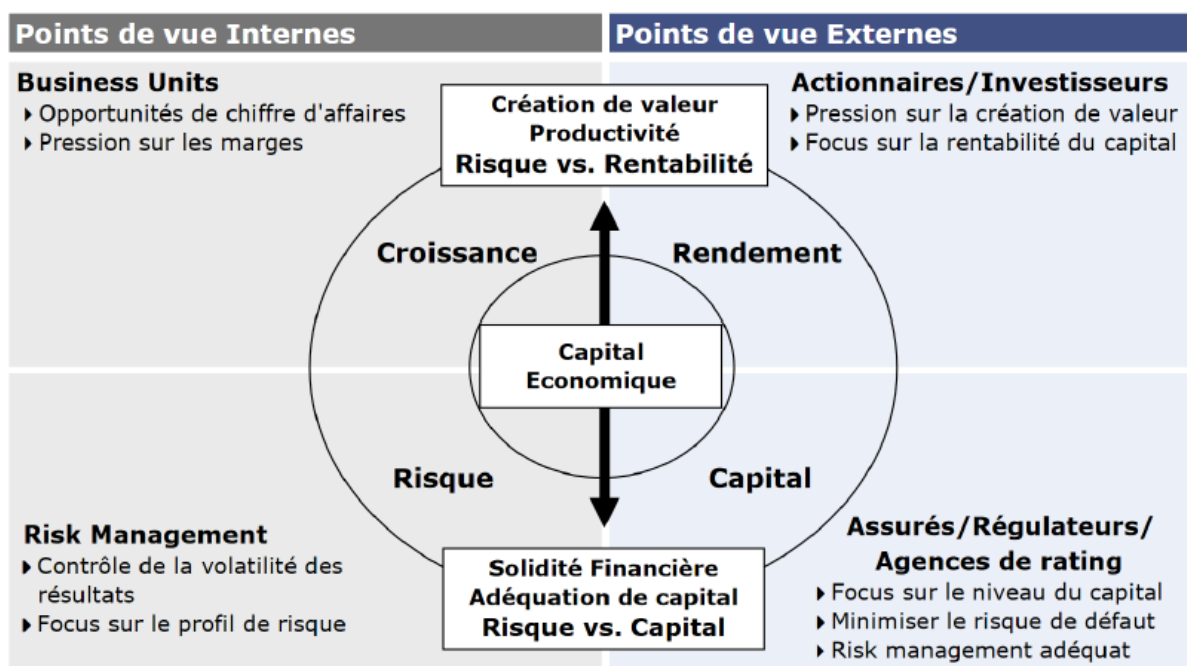 Points de vue Internes
Points de vue Externes
Business Units
Opportunités de chiffre d'affaires
Pression sur les marges
Création de valeur
Productivité
Risque vs. Rentabilité
Actionnaires/Investisseurs
Pression sur la création de valeur
Focus sur la rentabilité du capital
Croissance
Rendement
Capital
Economique
Risque
Capital
Risk Management
Contrôle de la volatilité des
résultats
Focus sur le profil de risque
Solidité Financière
Adéquation de capital
Risque vs. Capital
Assurés/Régulateurs/
Agences de rating
Focus sur le niveau du capital
Minimiser le risque de défaut
Risk management adéquat